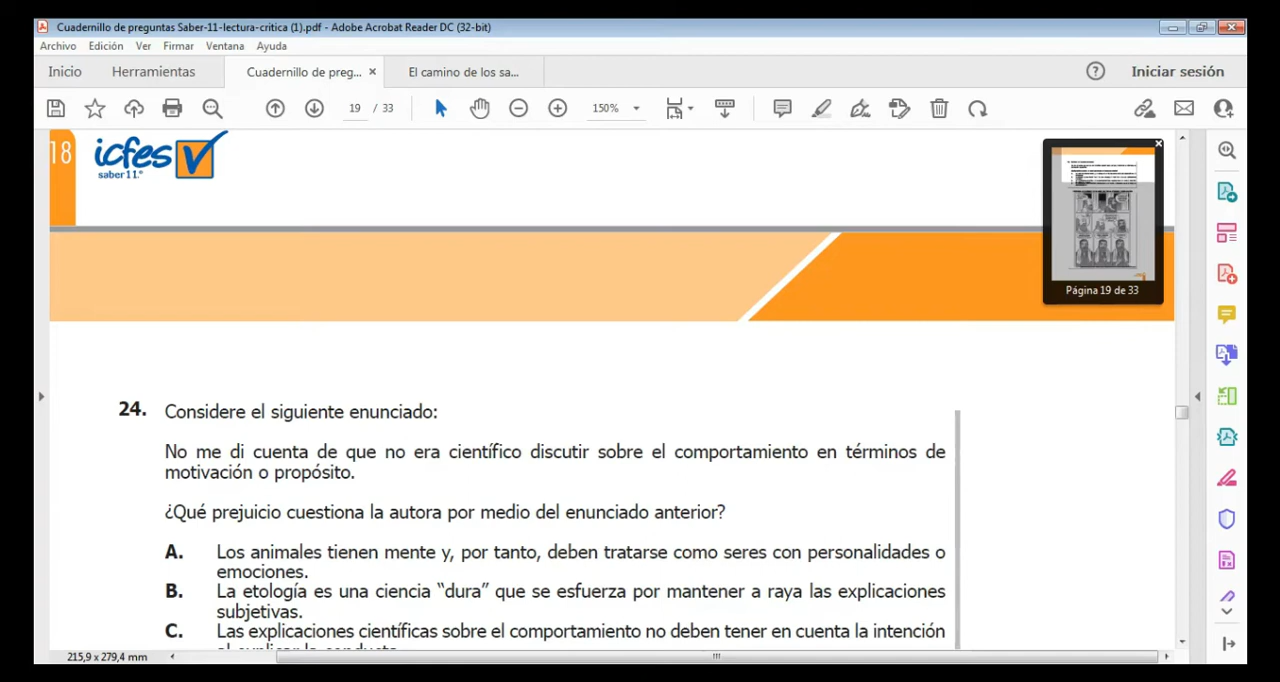 Cuadernillo de preguntas Saber-11-lectura-critica (1).pdf - Adobe Acrobat Reader DC (32-bit)
Archivo Edición Ver Firmar Ventana Ayuda
Inicio Herramientas Cuadernillo de preg... × El camino de los sa... Iniciar sesión
19 / 33 150%
18 icfes
saber 11.º
Página 19 de 33
24. Considere el siguiente enunciado:
No me di cuenta de que no era científico discutir sobre el comportamiento en términos de
motivación o propósito.
¿Qué prejuicio cuestiona la autora por medio del enunciado anterior?
A. Los animales tienen mente y, por tanto, deben tratarse como seres con personalidades o
emociones.
B. La etología es una ciencia “dura” que se esfuerza por mantener a raya las explicaciones
subjetivas.
C. Las explicaciones científicas sobre el comportamiento no deben tener en cuenta la intención
al explicar la conducta.
215,9 x 279,4 mm